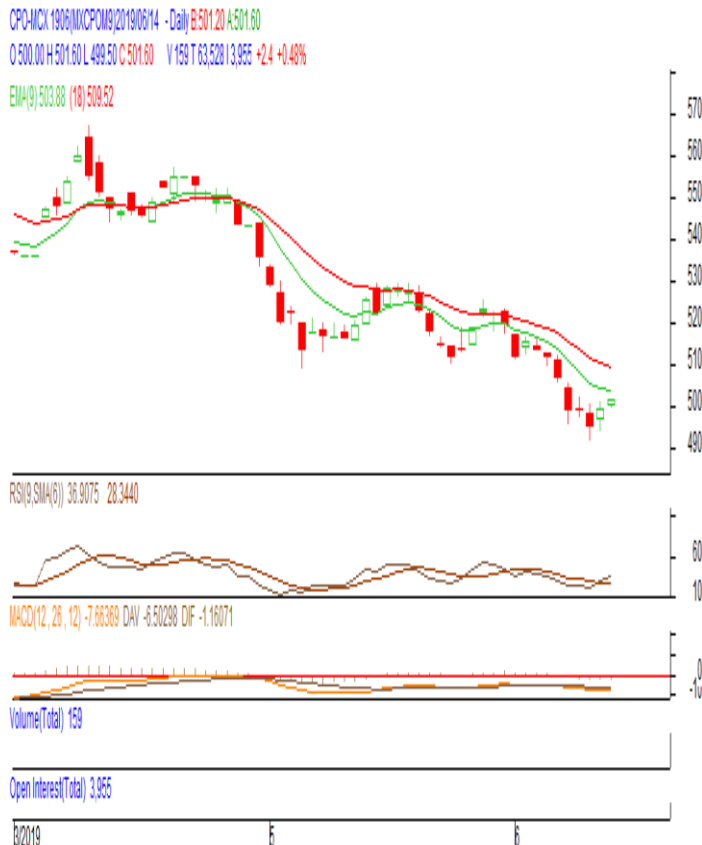 CPO-MCX 1906(MXCPOM9)2019/06/14 - Daily B:501.20 A:501.60
O 500.00 H 501.60 L 499.50 C 501.60 V 159 T 63,528 I 3,955 +2.4 +0.48%
EMA(9) 503.88 (18) 509.52
570
560
550
540
530
520
510
500
490
RSI(9,SMA(6)) 36.9075 28.3440
60
10
MACD(12 , 26 , 12) -7.66369 DAV -6.50298 DIF -1.16071
0
-10
Volume(Total) 159
Open Interest(Total) 3,955
3/2019 5 6